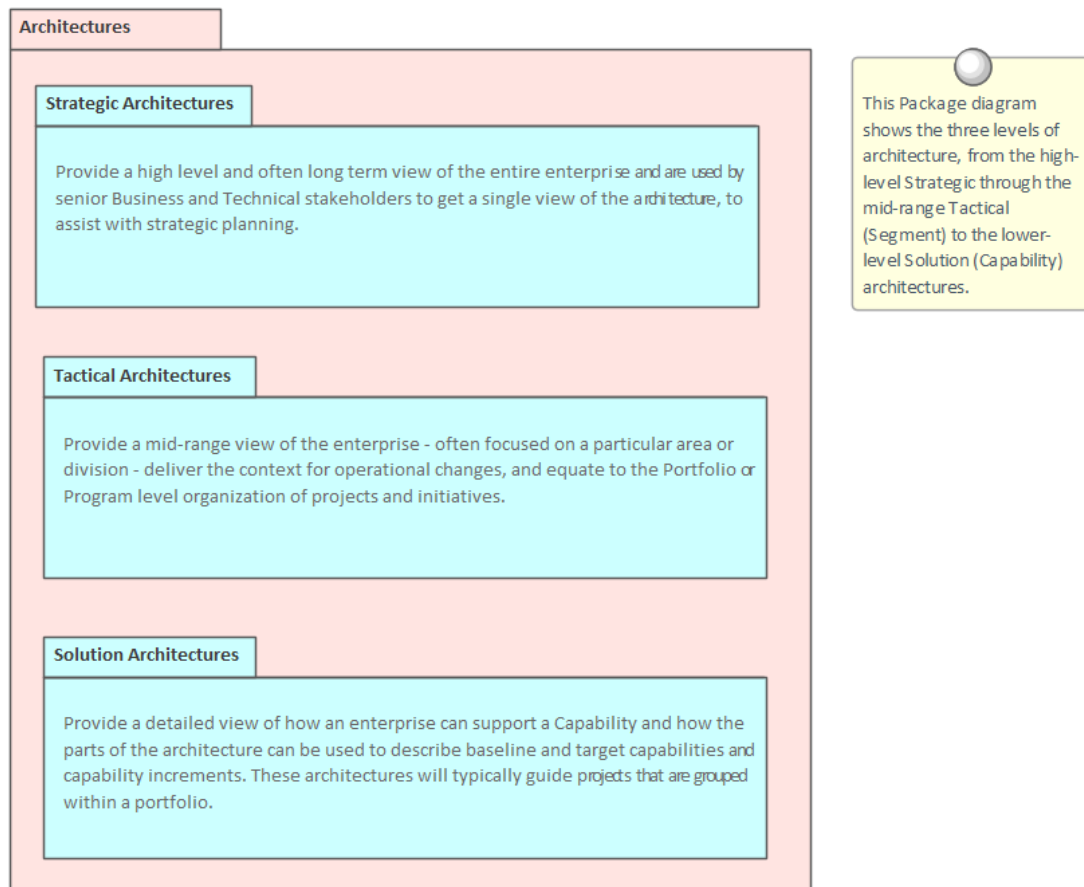 Architectures
Strategic Architectures
Provide a high level and often long term view of the entire enterprise and are used by
senior Business and Technical stakeholders to get a single view of the architecture, to
assist with strategic planning.
This Package diagram
shows the three levels of
architecture, from the high-
level Strategic through the
mid-range Tactical
(Segment) to the lower-
level Solution (Capability)
architectures.
Tactical Architectures
Provide a mid-range view of the enterprise - often focused on a particular area or
division - deliver the context for operational changes, and equate to the Portfolio or
Program level organization of projects and initiatives.
Solution Architectures
Provide a detailed view of how an enterprise can support a Capability and how the
parts of the architecture can be used to describe baseline and target capabilities and
capability increments. These architectures will typically guide projects that are grouped
within a portfolio.